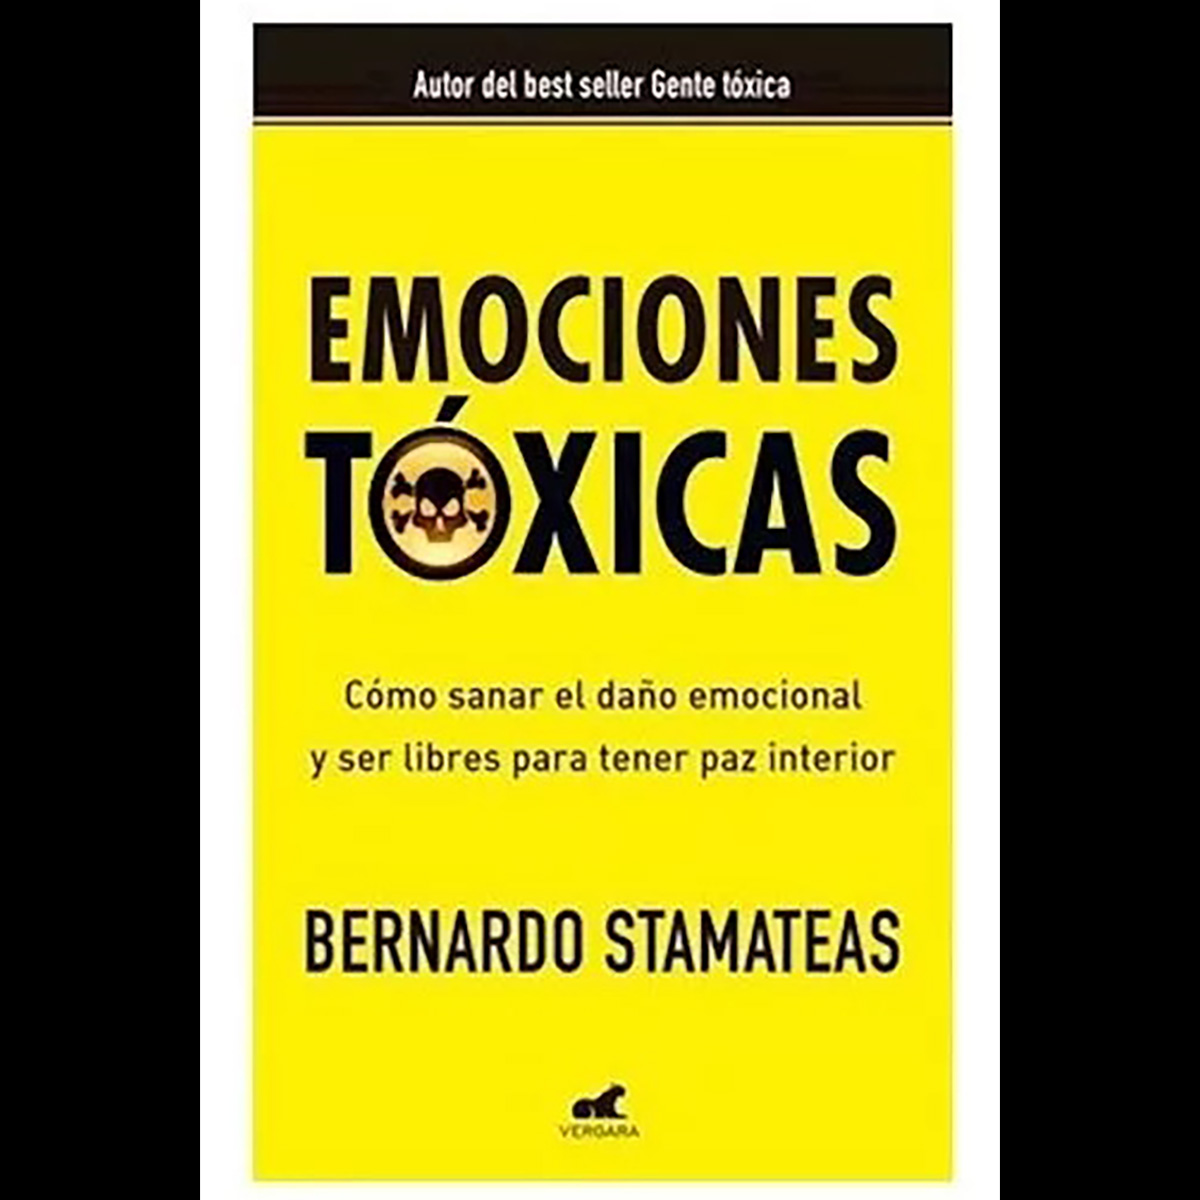 Autor del best seller Gente tóxica
EMOCIONES
TÓXICAS
Cómo sanar el daño emocional
y ser libres para tener paz interior
BERNARDO STAMATEAS
VERGARA